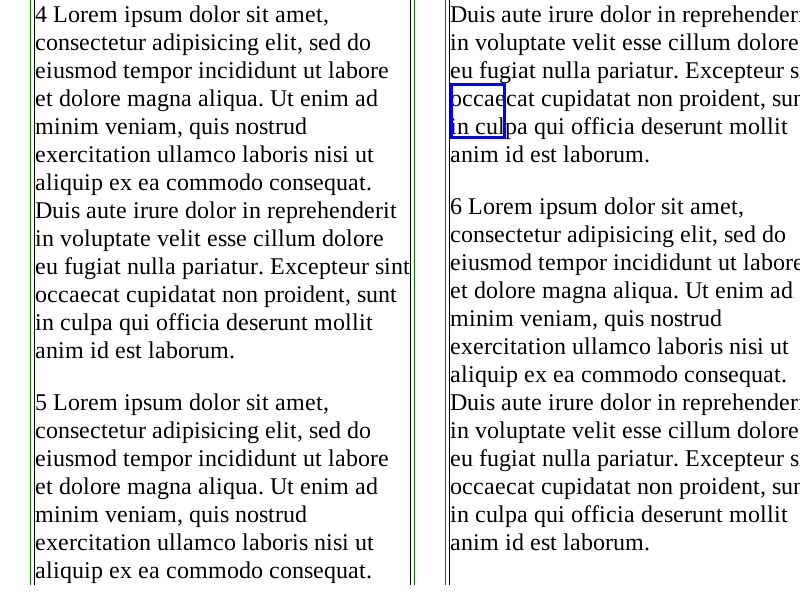 4 Lorem ipsum dolor sit amet,
consectetur adipisicing elit, sed do
eiusmod tempor incididunt ut labore
et dolore magna aliqua. Ut enim ad
minim veniam, quis nostrud
exercitation ullamco laboris nisi ut
aliquip ex ea commodo consequat.
Duis aute irure dolor in reprehenderit
in voluptate velit esse cillum dolore
eu fugiat nulla pariatur. Excepteur sint
occaecat cupidatat non proident, sunt
in culpa qui officia deserunt mollit
anim id est laborum.
5 Lorem ipsum dolor sit amet,
consectetur adipisicing elit, sed do
eiusmod tempor incididunt ut labore
et dolore magna aliqua. Ut enim ad
minim veniam, quis nostrud
exercitation ullamco laboris nisi ut
aliquip ex ea commodo consequat.
Duis aute irure dolor in
in voluptate velit esse cillum dolore
eu fugiat nulla pariatur. Excepteur
occaecat cupidatat non proident,
in culpa qui officia deserunt mollit
anim id est laborum.
6 Lorem ipsum dolor sit amet,
consectetur adipisicing elit, sed do
eiusmod tempor incididunt ut labore
et dolore magna aliqua. Ut enim ad
minim veniam, quis nostrud
exercitation ullamco laboris nisi ut
aliquip ex ea commodo consequat.
Duis aute irure dolor in
in voluptate velit esse cillum dolore
eu fugiat nulla pariatur. Excepteur
occaecat cupidatat non proident,
in culpa qui officia deserunt mollit
anim id est laborum.